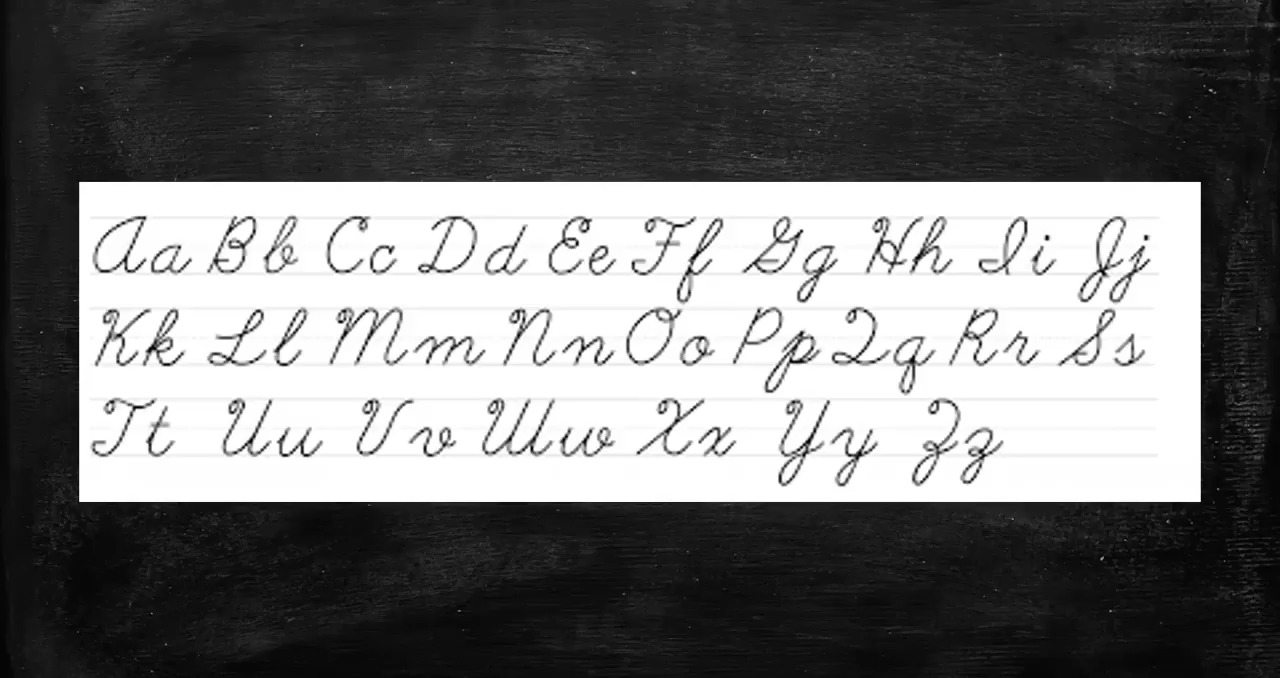 Aa Bb Cc Dd Ee Ff Gg Hh Ii Jj
Kk Ll Mm Nn Oo Pp Qq Rr Ss
Tt Uu Vv Ww Xx Yy Zz